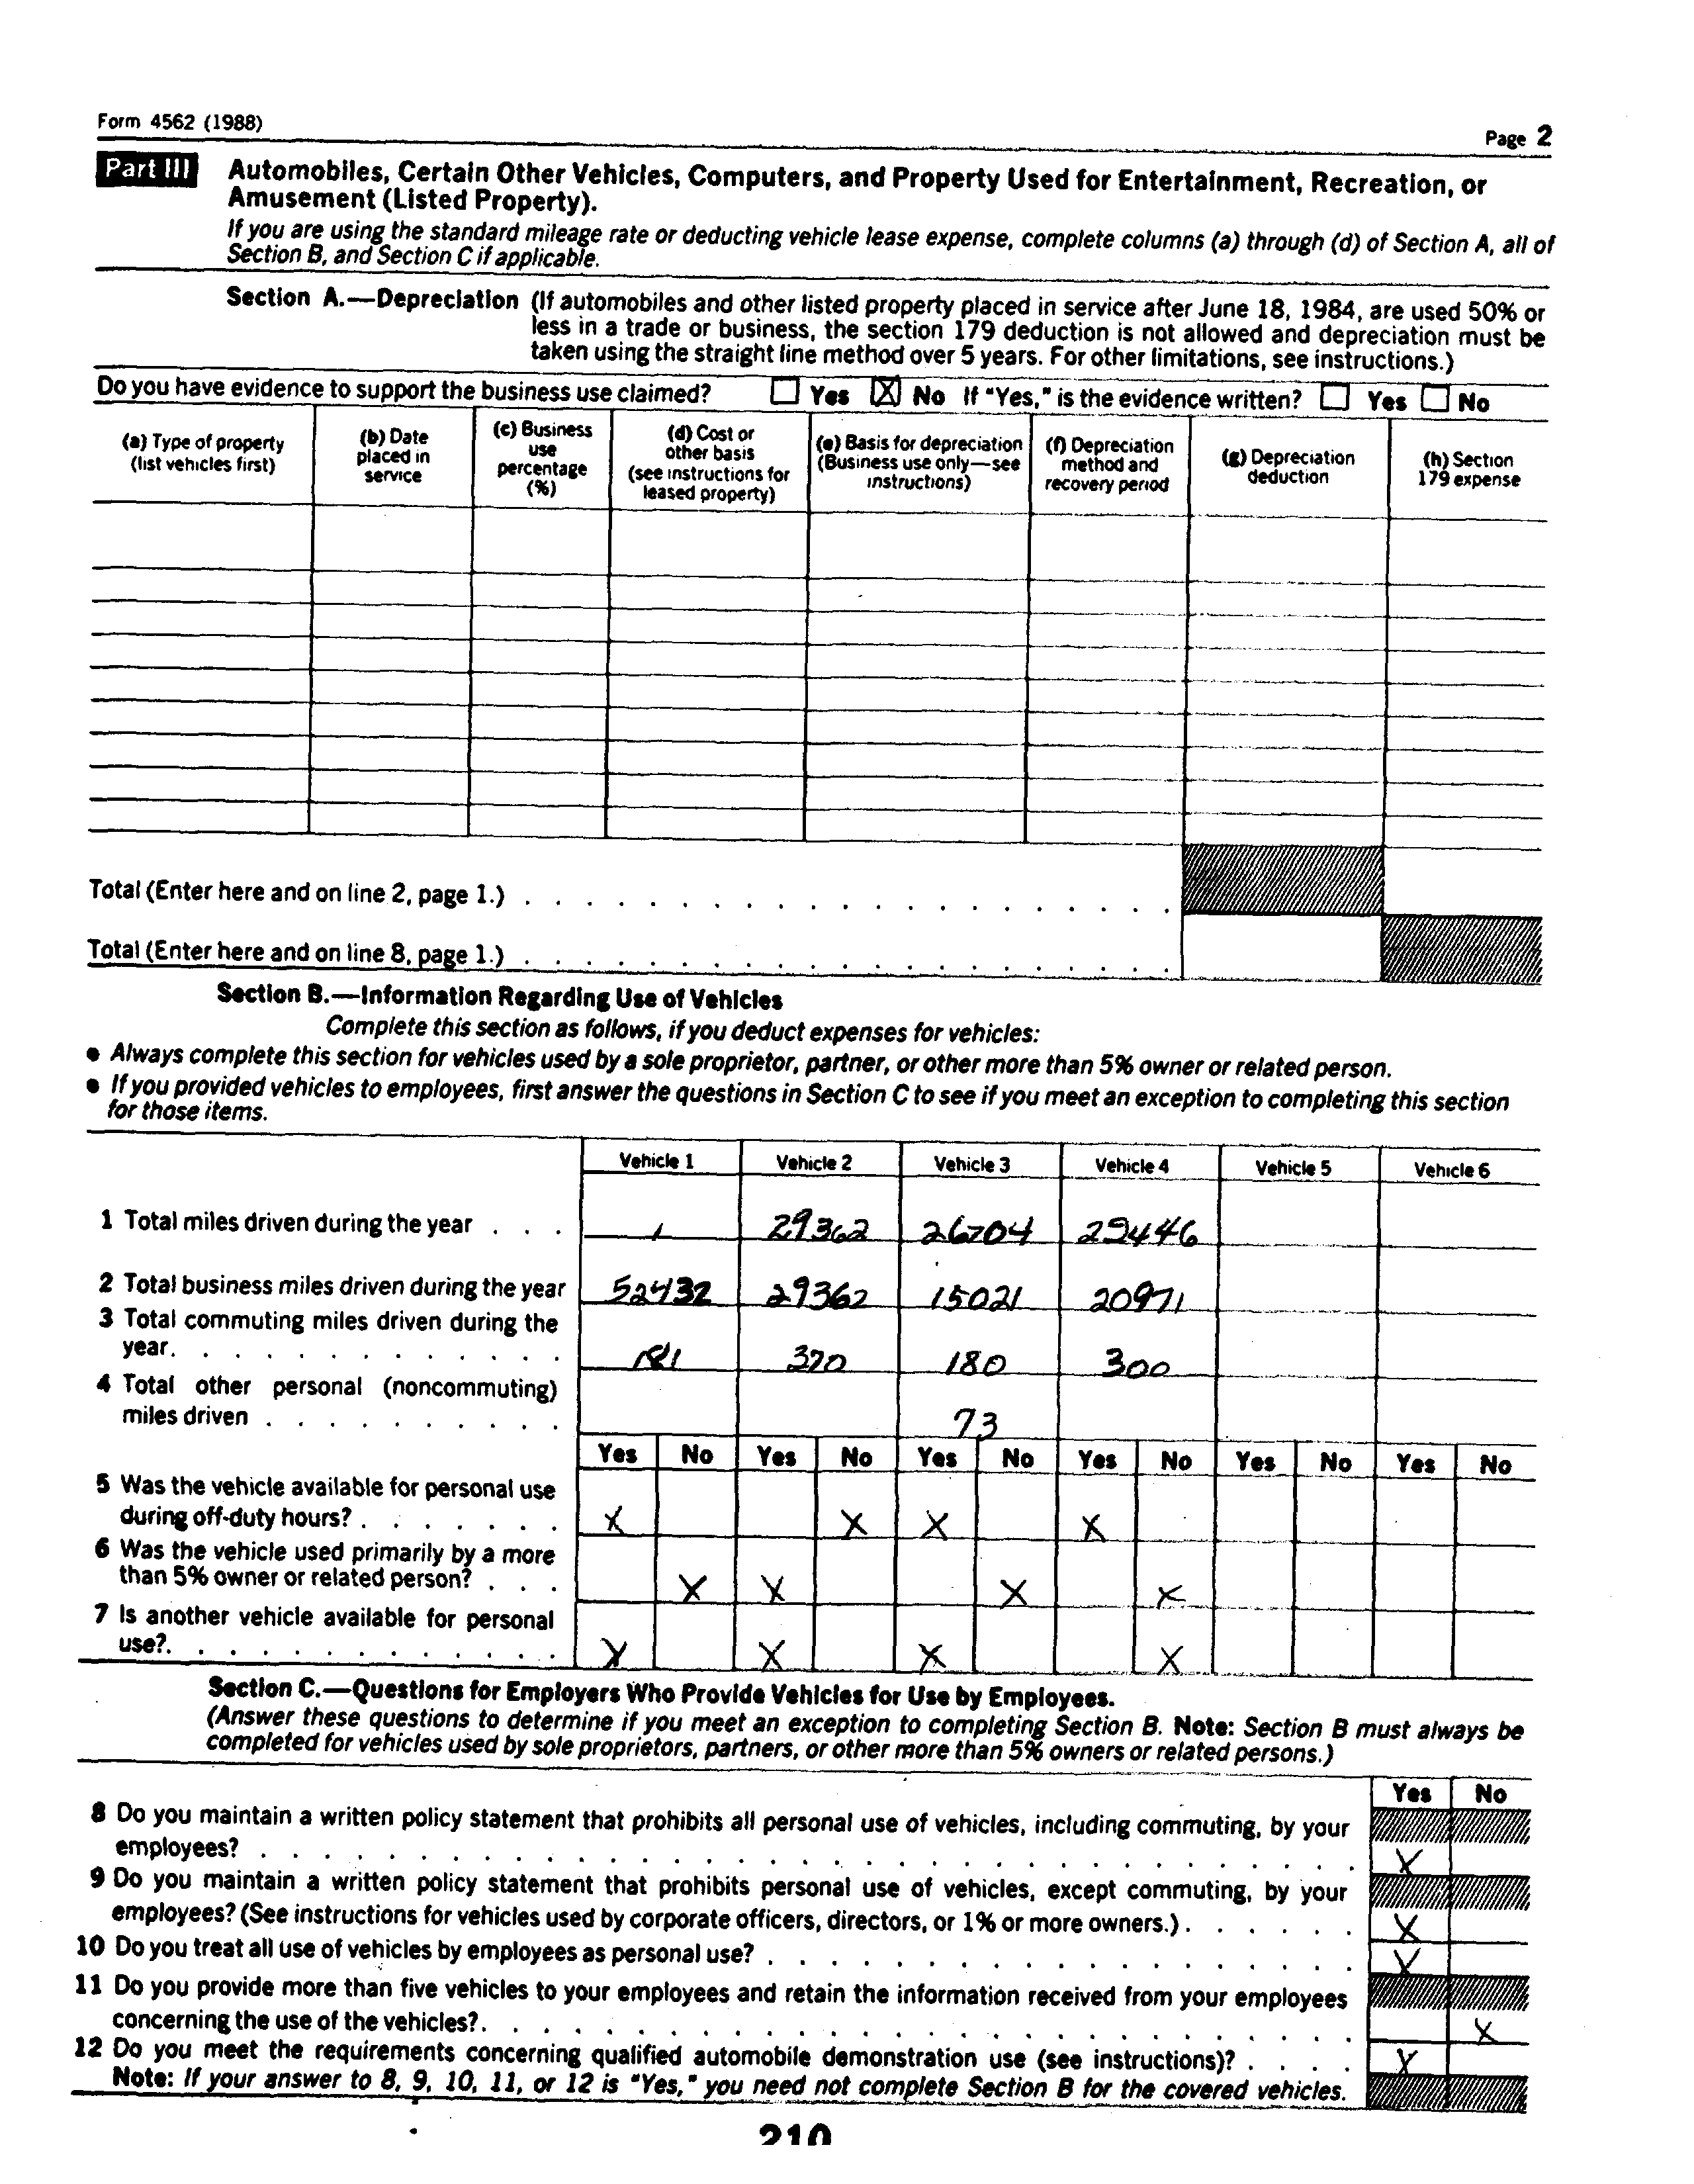 Form 4562 (1988)
Page 2
Part III Automobiles, Certain Other Vehicles, Computers, and Property Used for Entertainment, Recreation, or
Amusement (Listed Property).
If you are using the standard mileage rate or deducting vehicle lease expense, complete columns (a) through (d) of Section A, all of
Section B, and Section C if applicable.
Section A.—Depreciation (If automobiles and other listed property placed in service after June 18, 1984, are used 50% or
less in a trade or business, the section 179 deduction is not allowed and depreciation must be
taken using the straight line method over 5 years. For other limitations, see instructions.)
Do you have evidence to support the business use claimed? Yes X No If "Yes," is the evidence written? Yes No
(a) Type of property
(list vehicles first)
(b) Date
placed in
service
(c) Business
use
percentage
(%)
(d) Cost or
other basis
(see instructions for
leased property)
(e) Basis for depreciation
(Business use only—see
instructions)
(f) Depreciation
method and
recovery period
(g) Depreciation
deduction
(h) Section
179 expense
Total (Enter here and on line 2, page 1.) . . . . . . . . . . . . . . . . . . . . .
Total (Enter here and on line 8, page 1.) . . . . . . . . . . . . . . . . . . . . .
Section B.—Information Regarding Use of Vehicles
Complete this section as follows, if you deduct expenses for vehicles:
● Always complete this section for vehicles used by a sole proprietor, partner, or other more than 5% owner or related person.
● If you provided vehicles to employees, first answer the questions in Section C to see if you meet an exception to completing this section
for those items.
Vehicle 1 Vehicle 2 Vehicle 3 Vehicle 4 Vehicle 5 Vehicle 6
1 Total miles driven during the year . . . 29362 26704
2 Total business miles driven during the year 52432 29362 15021 20971
3 Total commuting miles driven during the
year. . . . . . . . . . . . . 181 370 180 300
4 Total other personal (noncommuting)
miles driven . . . . . . . . . . 73
Yes No Yes No Yes No Yes No Yes No Yes No
5 Was the vehicle available for personal use
during off-duty hours? . . . . . . . X X X X
6 Was the vehicle used primarily by a more
than 5% owner or related person? . . . X X X X
7 Is another vehicle available for personal
use?. . . . . . . . . . . . . X X X X
Section C.—Questions for Employers Who Provide Vehicles for Use by Employees.
(Answer these questions to determine if you meet an exception to completing Section B. Note: Section B must always be
completed for vehicles used by sole proprietors, partners, or other more than 5% owners or related persons.)
Yes No
8 Do you maintain a written policy statement that prohibits all personal use of vehicles, including commuting, by your
employees? . . . . . . . . . . . . . . . . . . . . . . . . . . . . . . . . . . X
9 Do you maintain a written policy statement that prohibits personal use of vehicles, except commuting, by your
employees? (See instructions for vehicles used by corporate officers, directors, or 1% or more owners.) . . . . . . X
10 Do you treat all use of vehicles by employees as personal use? . . . . . . . . . . . . . . . . . . X
11 Do you provide more than five vehicles to your employees and retain the information received from your employees
concerning the use of the vehicles?. . . . . . . . . . . . . . . . . . . . . . . . . . . . X
12 Do you meet the requirements concerning qualified automobile demonstration use (see instructions)? . . . . X
Note: If your answer to 8, 9, 10, 11, or 12 is "Yes," you need not complete Section B for the covered vehicles.
210